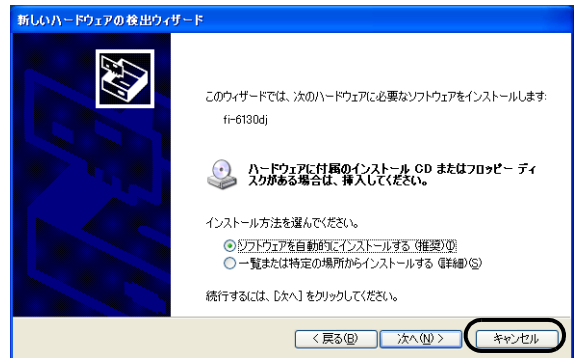 新しいハードウェアの検出ウィザード
このウィザードでは、次のハードウェアに必要なソフトウェアをインストールします:
fi-6130dj
ハードウェアに付属のインストール CD またはフロッピー ディ
スクがある場合は、挿入してください。
インストール方法を選んでください。
ソフトウェアを自動的にインストールする (推奨)(I)
一覧または特定の場所からインストールする (詳細)(S)
続行するには、[次へ] をクリックしてください。
< 戻る(B)
次へ(N) >
キャンセル